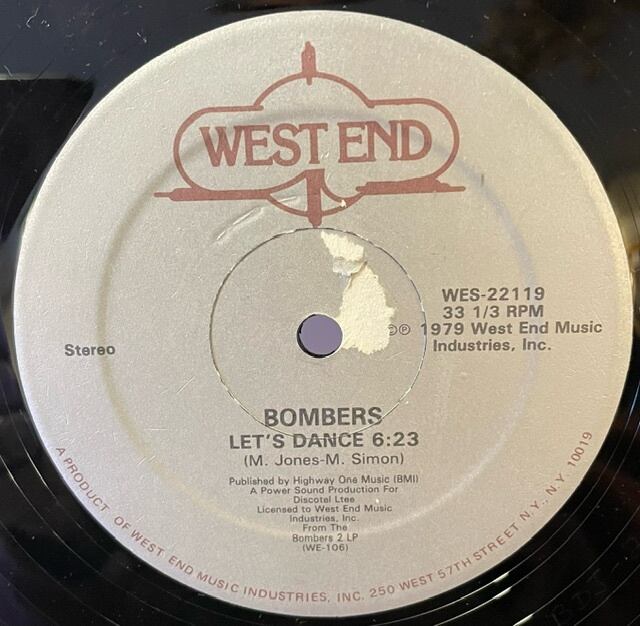 WEST END
WES-22119
33 1/3 RPM
℗ 1979 West End Music
Industries, Inc.
Stereo
BOMBERS
LET'S DANCE 6:23
(M. Jones-M. Simon)
Published by Highway One Music (BMI)
A Power Sound Production For
Discotel Ltee
Licensed to West End Music
Industries, Inc.
From The
Bombers 2 LP
(WE-106)
A PRODUCT OF WEST END MUSIC INDUSTRIES, INC. 250 WEST 57TH STREET N.Y., N.Y. 10019